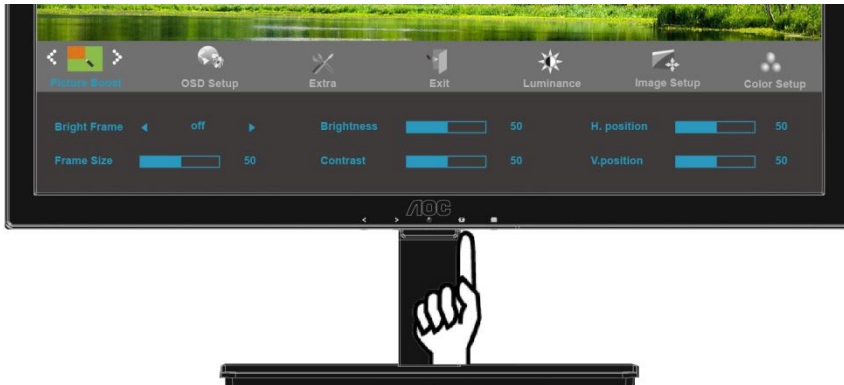 Picture Boost OSD Setup Extra Exit Luminance Image Setup Color Setup
Bright Frame off Brightness 50 H. position 50
Frame Size 50 Contrast 50 V.position 50
AOC